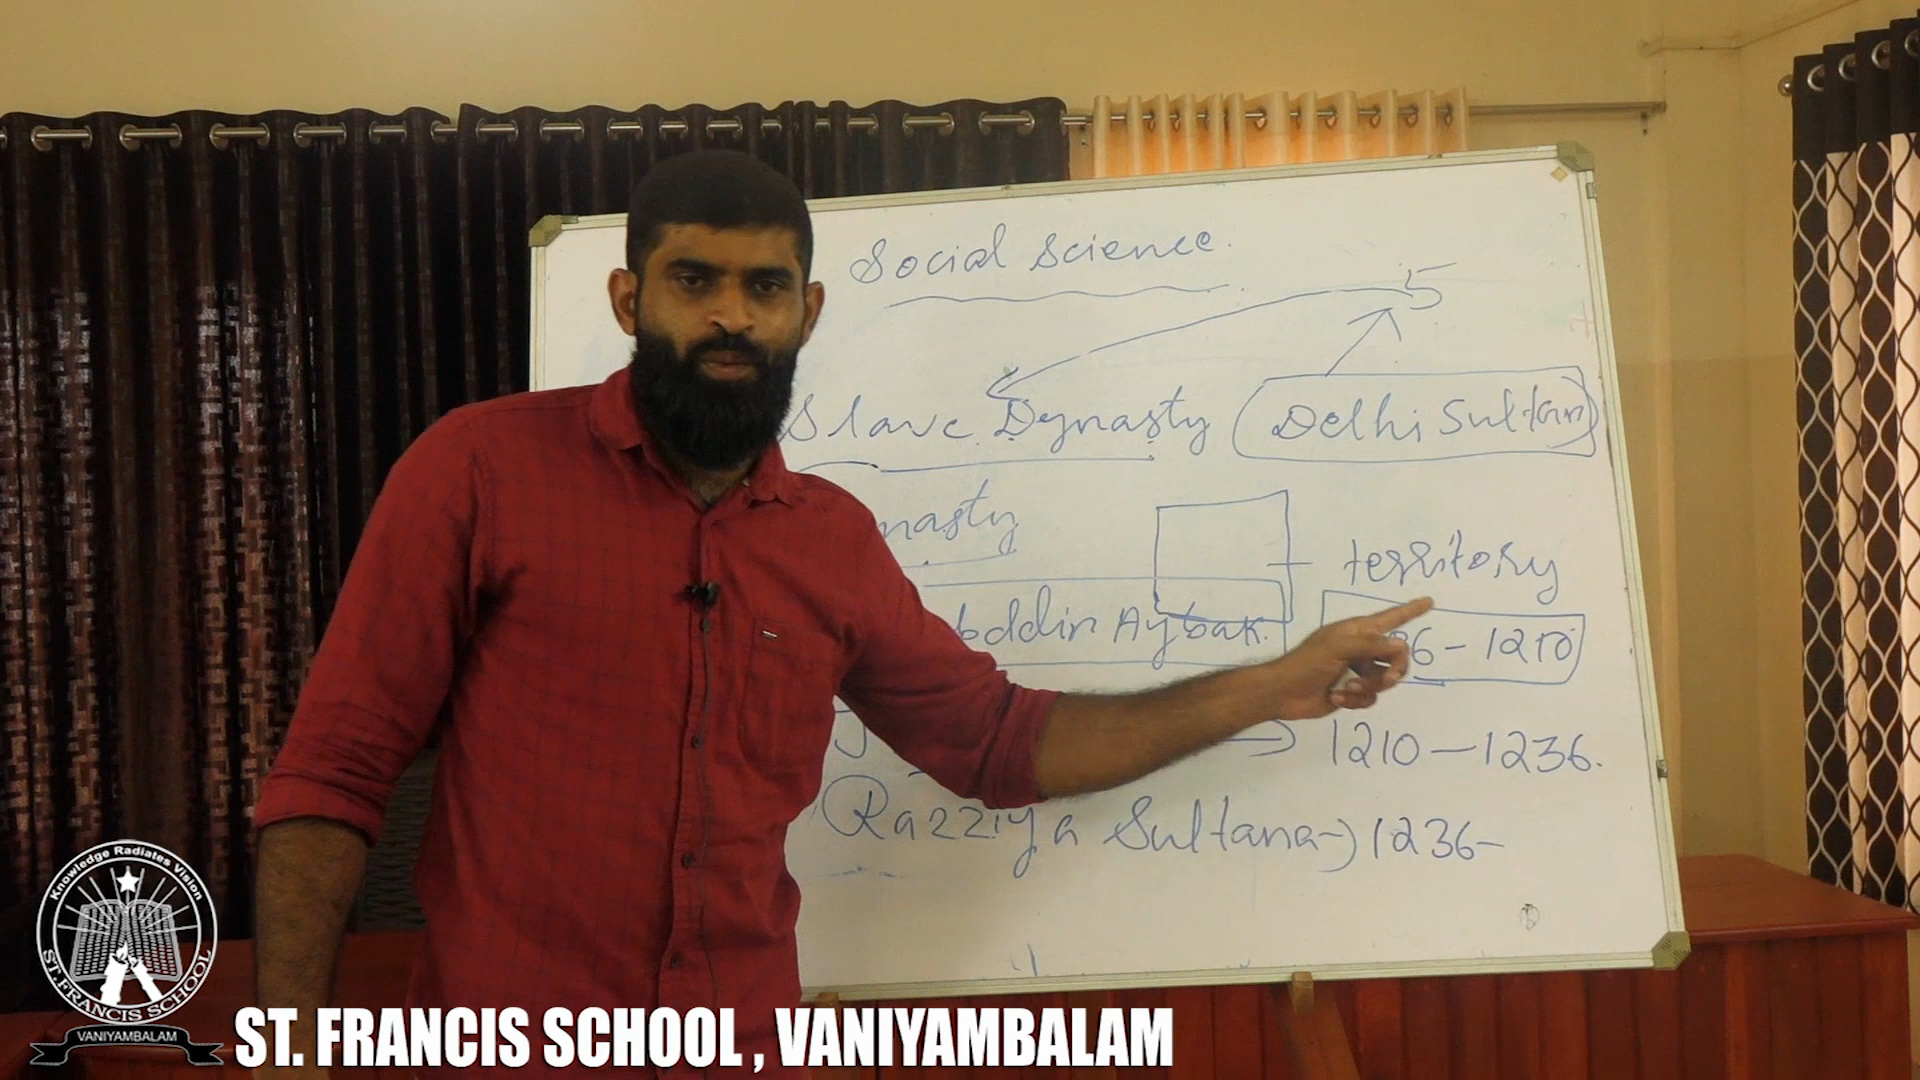 Social Science.
5
Slave Dynasty
Delhi Sultan
nasty
territory
bddin Aybak.
6 - 1210
→ 1210 - 1236.
Razziya Sultana → 1236 -
Knowledge Radiates Vision
ST. FRANCIS SCHOOL
VANIYAMBALAM
ST. FRANCIS SCHOOL , VANIYAMBALAM